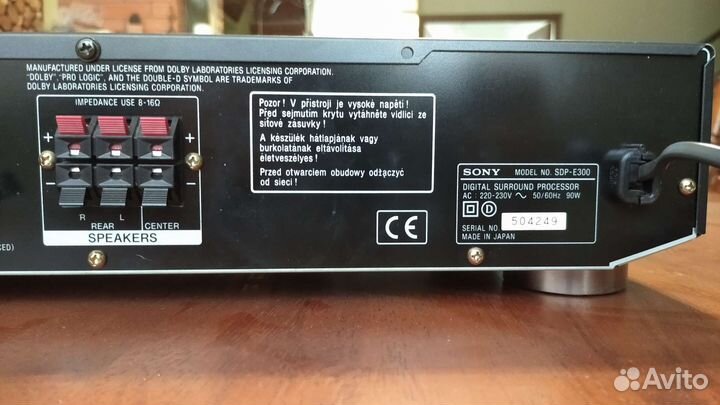 MANUFACTURED UNDER LICENSE FROM DOLBY LABORATORIES LICENSING CORPORATION.
"DOLBY", "PRO LOGIC", AND THE DOUBLE-D SYMBOL ARE TRADEMARKS OF
DOLBY LABORATORIES LICENSING CORPORATION.
IMPEDANCE USE 8-16Ω
+ +
− −
R L
REAR CENTER
SPEAKERS
CED)
Pozor! V přístroji je vysoké napětí!
Před sejmutím krytu vytáhněte vidlici ze
síťové zásuvky!
A készülék hátlapjának vagy
burkolatának eltávolítása
életveszélyes!
Przed otwarciem obudowy odłączyć
od sieci!
CE
SONY MODEL NO. SDP-E300
DIGITAL SURROUND PROCESSOR
AC : 220-230V ~ 50/60Hz 90W
D
SERIAL NO. 504249
MADE IN JAPAN
Avito